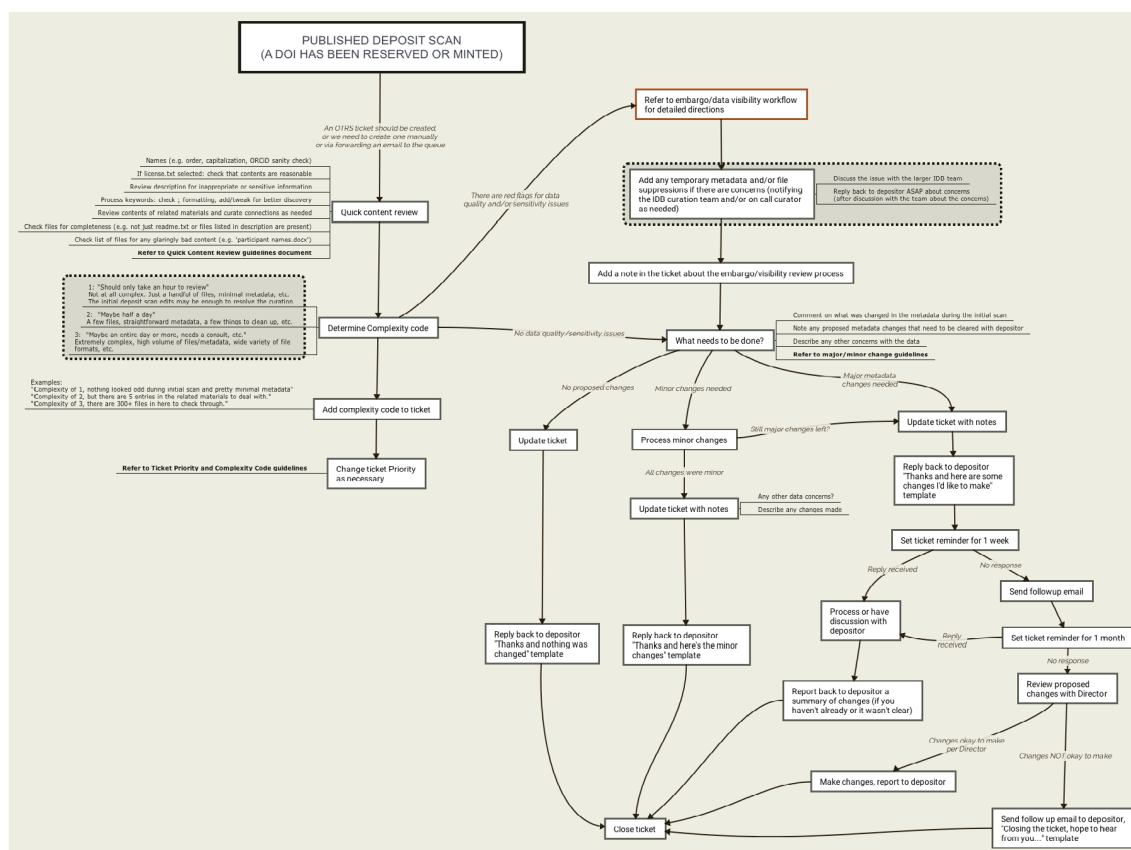 PUBLISHED DEPOSIT SCAN
(A DOI HAS BEEN RESERVED OR MINTED)
An OTRS ticket should be created,
or we need to create one manually
or via forwarding an email to the queue
Names (e.g. order, capitalization, ORCiD sanity check)
If license.txt selected: check that contents are reasonable
Review description for inappropriate or sensitive information
Process keywords: check ; formatting, add/tweak for better discovery
Review contents of related materials and curate connections as needed
Check files for completeness (e.g. not just readme.txt or files listed in description are present)
Check list of files for any glaringly bad content (e.g. 'participant names.docx')
Refer to Quick Content Review guidelines document
Quick content review
1: "Should only take an hour to review"
Not at all complex. Just a handful of files, minimal metadata, etc.
The initial deposit scan edits may be enough to resolve the curation.
2: "Maybe half a day"
A few files, straightforward metadata, a few things to clean up, etc.
3: "Maybe an entire day or more, needs a consult, etc."
Extremely complex, high volume of files/metadata, wide variety of file
formats, etc.
Determine Complexity code
Examples:
"Complexity of 1, nothing looked odd during initial scan and pretty minimal metadata"
"Complexity of 2, but there are 5 entries in the related materials to deal with."
"Complexity of 3, there are 300+ files in here to check through."
Add complexity code to ticket
Refer to Ticket Priority and Complexity Code guidelines
Change ticket Priority
as necessary
There are red flags for data
quality and/or sensitivity issues
No data quality/sensitivity issues
Refer to embargo/data visibility workflow
for detailed directions
Add any temporary metadata and/or file
suppressions if there are concerns (notifying
the IDB curation team and/or on call curator
as needed)
Discuss the issue with the larger IDB team
Reply back to depositor ASAP about concerns
(after discussion with the team about the concerns)
Add a note in the ticket about the embargo/visibility review process
What needs to be done?
Comment on what was changed in the metadata during the initial scan
Note any proposed metadata changes that need to be cleared with depositor
Describe any other concerns with the data
Refer to major/minor change guidelines
No proposed changes
Minor changes needed
Major metadata
changes needed
Update ticket
Process minor changes
Still major changes left?
Update ticket with notes
All changes were minor
Update ticket with notes
Any other data concerns?
Describe any changes made
Reply back to depositor
"Thanks and here are some
changes I'd like to make"
template
Set ticket reminder for 1 week
Reply received
No response
Send followup email
Process or have
discussion with
depositor
Reply
received
Set ticket reminder for 1 month
No response
Reply back to depositor
"Thanks and nothing was
changed" template
Reply back to depositor
"Thanks and here's the minor
changes" template
Report back to depositor a
summary of changes (if you
haven't already or it wasn't clear)
Review proposed
changes with Director
Changes okay to make
per Director
Changes NOT okay to make
Make changes, report to depositor
Close ticket
Send follow up email to depositor,
"Closing the ticket, hope to hear
from you..." template